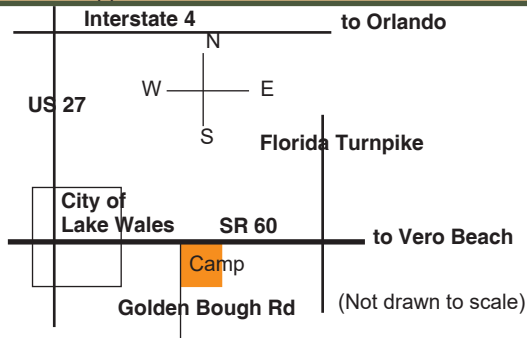 Interstate 4
to Orlando
N
W
E
US 27
S
Florida Turnpike
City of
Lake Wales
SR 60
to Vero Beach
Camp
Golden Bough Rd
(Not drawn to scale)